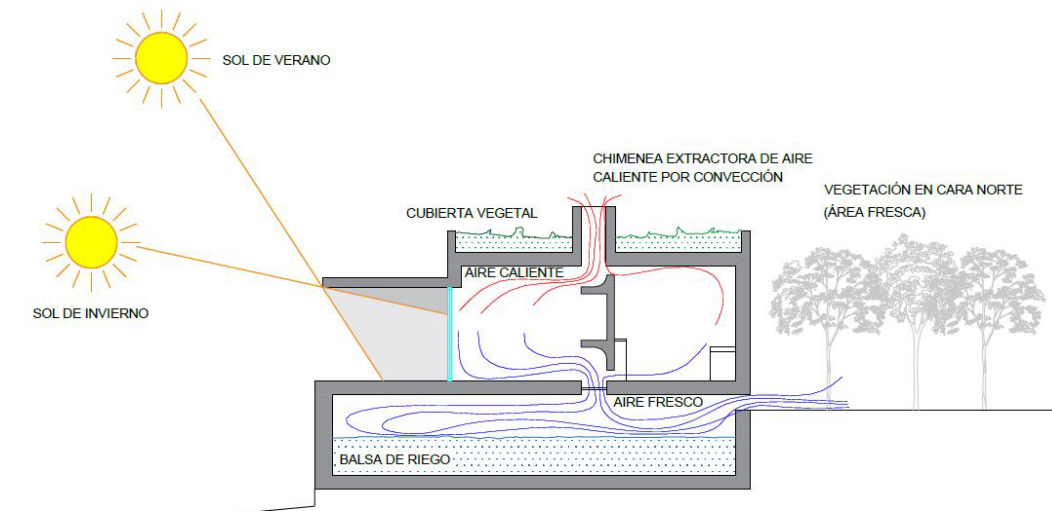 SOL DE VERANO
CHIMENEA EXTRACTORA DE AIRE
CALIENTE POR CONVECCIÓN
VEGETACIÓN EN CARA NORTE
(ÁREA FRESCA)
CUBIERTA VEGETAL
AIRE CALIENTE
SOL DE INVIERNO
AIRE FRESCO
BALSA DE RIEGO